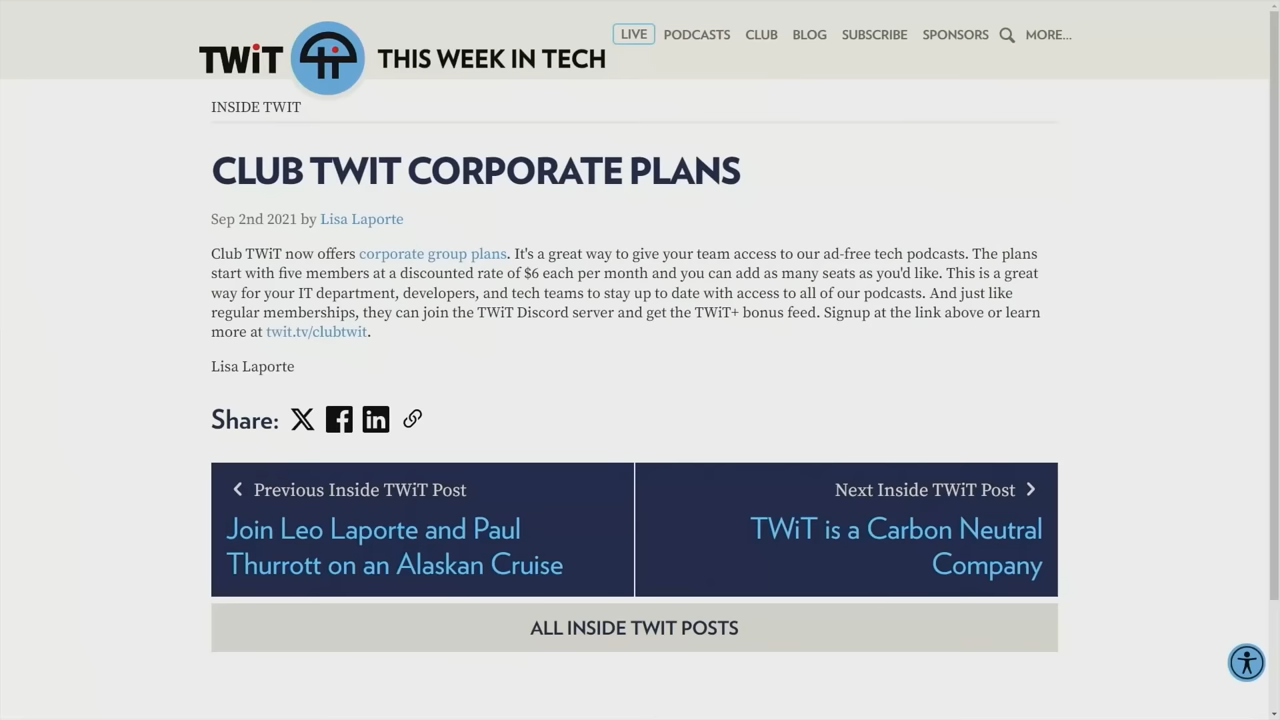 TWiT
THIS WEEK IN TECH
LIVE PODCASTS CLUB BLOG SUBSCRIBE SPONSORS MORE...
INSIDE TWIT
CLUB TWIT CORPORATE PLANS
Sep 2nd 2021 by Lisa Laporte
Club TWiT now offers corporate group plans. It's a great way to give your team access to our ad-free tech podcasts. The plans
start with five members at a discounted rate of $6 each per month and you can add as many seats as you'd like. This is a great
way for your IT department, developers, and tech teams to stay up to date with access to all of our podcasts. And just like
regular memberships, they can join the TWiT Discord server and get the TWiT+ bonus feed. Signup at the link above or learn
more at twit.tv/clubtwit.
Lisa Laporte
Share:
Previous Inside TWiT Post
Join Leo Laporte and Paul
Thurrott on an Alaskan Cruise
Next Inside TWiT Post
TWiT is a Carbon Neutral
Company
ALL INSIDE TWIT POSTS